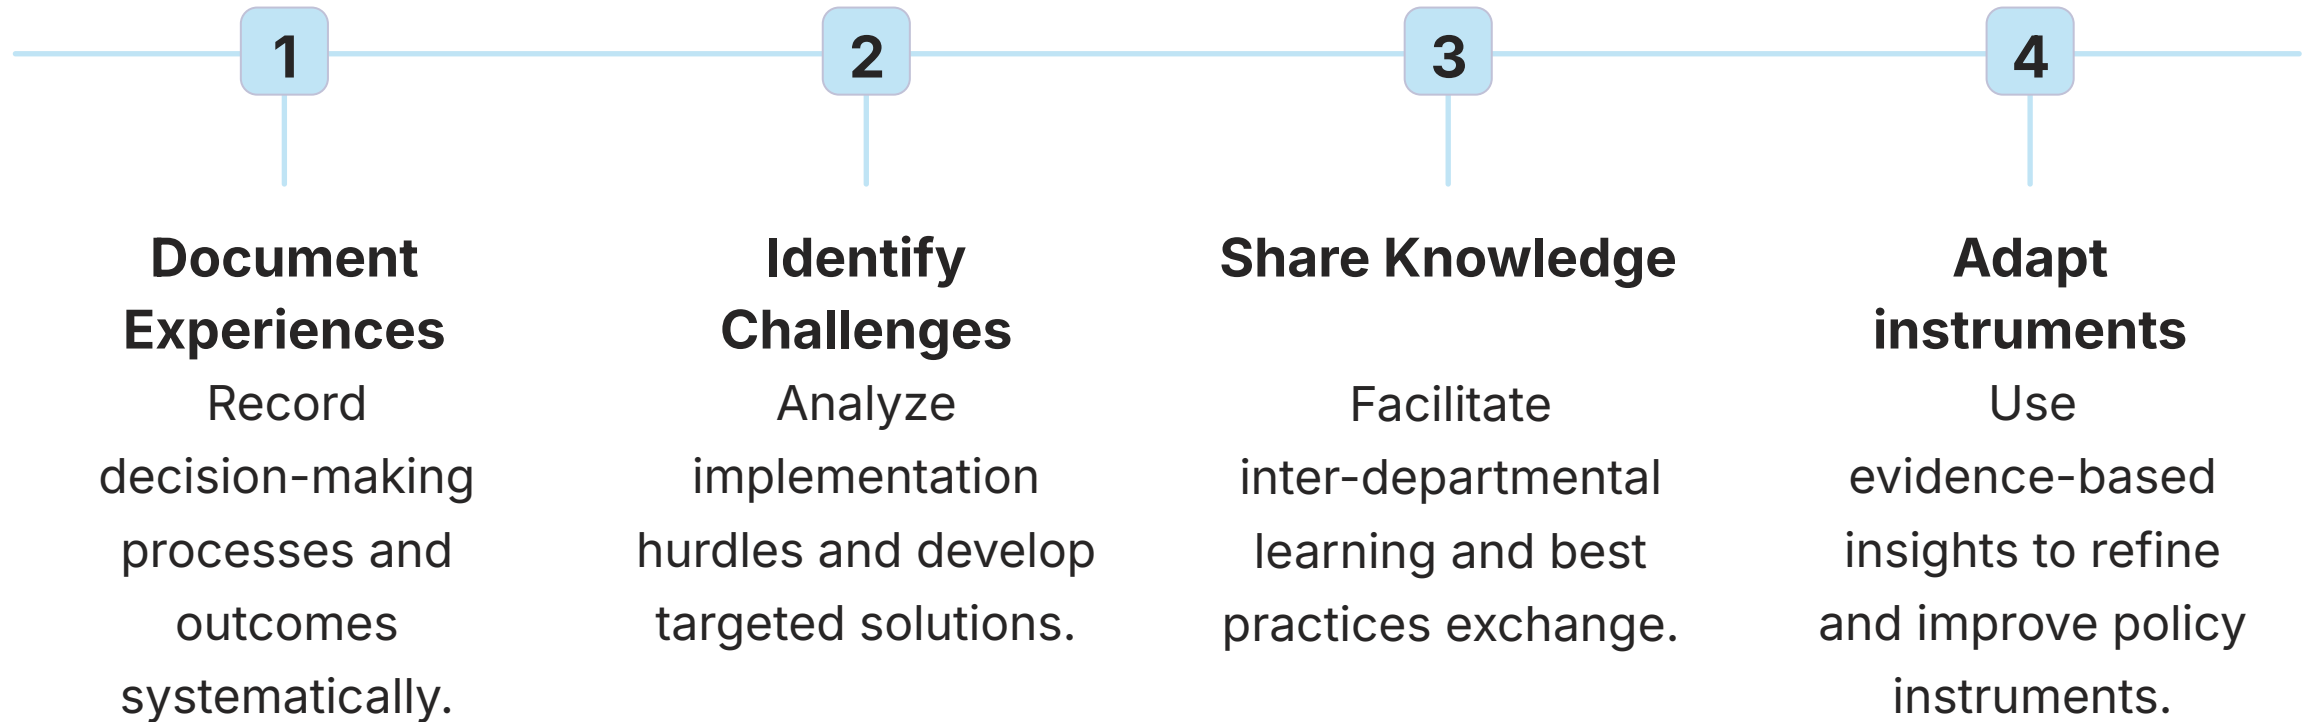 1
Document
Experiences
Record
decision-making
processes and
outcomes
systematically.
2
Identify
Challenges
Analyze
implementation
hurdles and develop
targeted solutions.
3
Share Knowledge
Facilitate
inter-departmental
learning and best
practices exchange.
4
Adapt
instruments
Use
evidence-based
insights to refine
and improve policy
instruments.